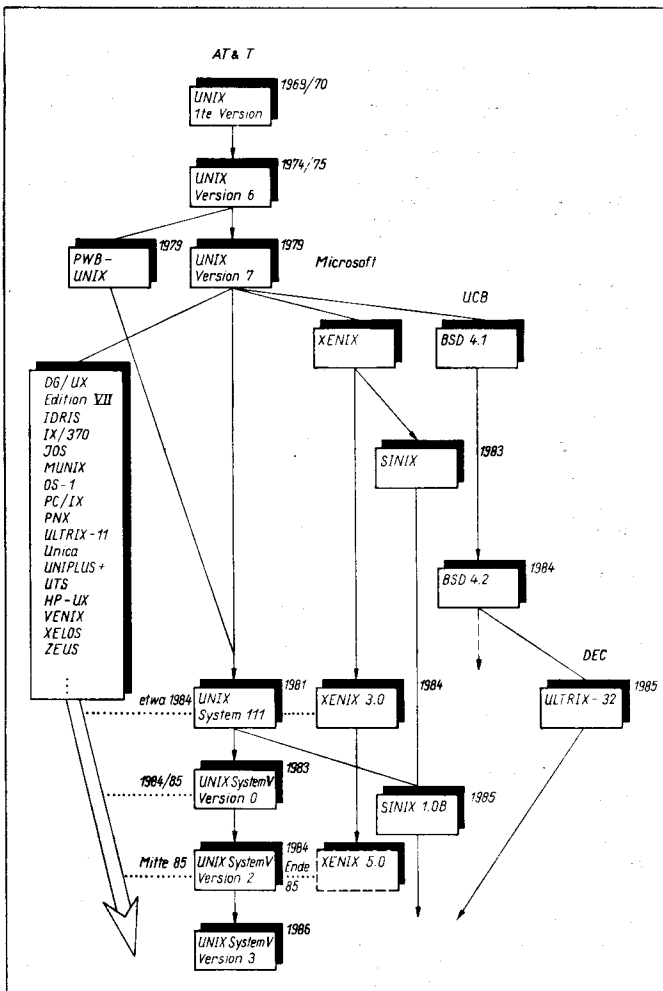 AT & T
1969/70
UNIX
1te Version
1974/75
UNIX
Version 6
1979
PWB-
UNIX
1979
UNIX
Version 7
Microsoft
UCB
XENIX
BSD 4.1
DG/UX
Edition VII
IDRIS
IX/370
JOS
MUNIX
OS-1
PC/IX
PNX
ULTRIX-11
Unica
UNIPLUS+
UTS
HP-UX
VENIX
XELOS
ZEUS
SINIX
1983
BSD 4.2
1984
DEC
etwa 1984
UNIX
System 111
1981
XENIX 3.0
1984
ULTRIX-32
1985
1984/85
UNIX System V
Version 0
1983
SINIX 1.0B
1985
Mitte 85
UNIX System V
Version 2
1984
Ende
85
XENIX 5.0
UNIX System V
Version 3
1986